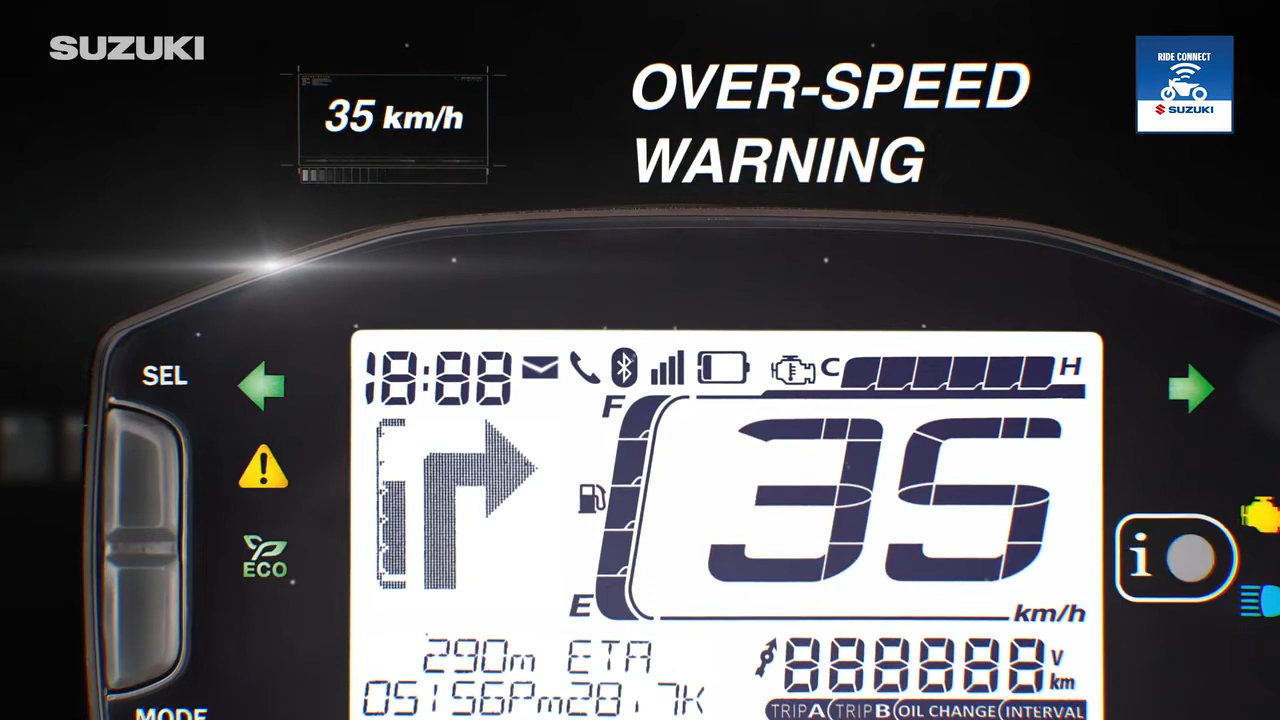 SUZUKI
35 km/h
OVER-SPEED
WARNING
RIDE CONNECT
SUZUKI
SEL
18:88
C
H
F
35
ECO
i
E
km/h
290m ETA
05156Pm28.7K
888888
V
km
TRIP A TRIP B OIL CHANGE INTERVAL
MODE